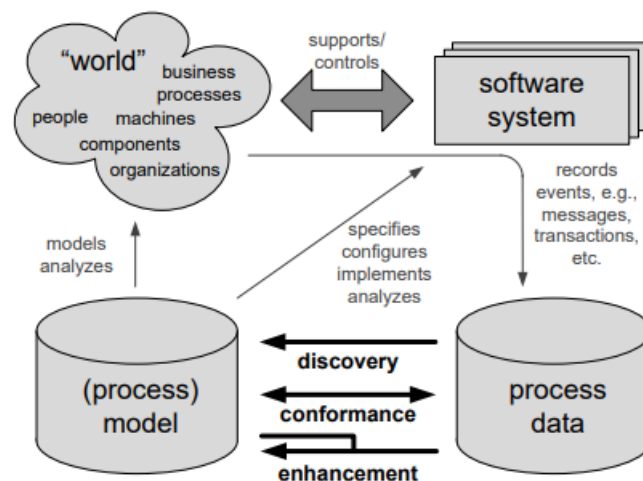 “world”
business
processes
people
machines
components
organizations
supports/
controls
software
system
records
events, e.g.,
messages,
transactions,
etc.
models
analyzes
specifies
configures
implements
analyzes
(process)
model
discovery
conformance
enhancement
process
data